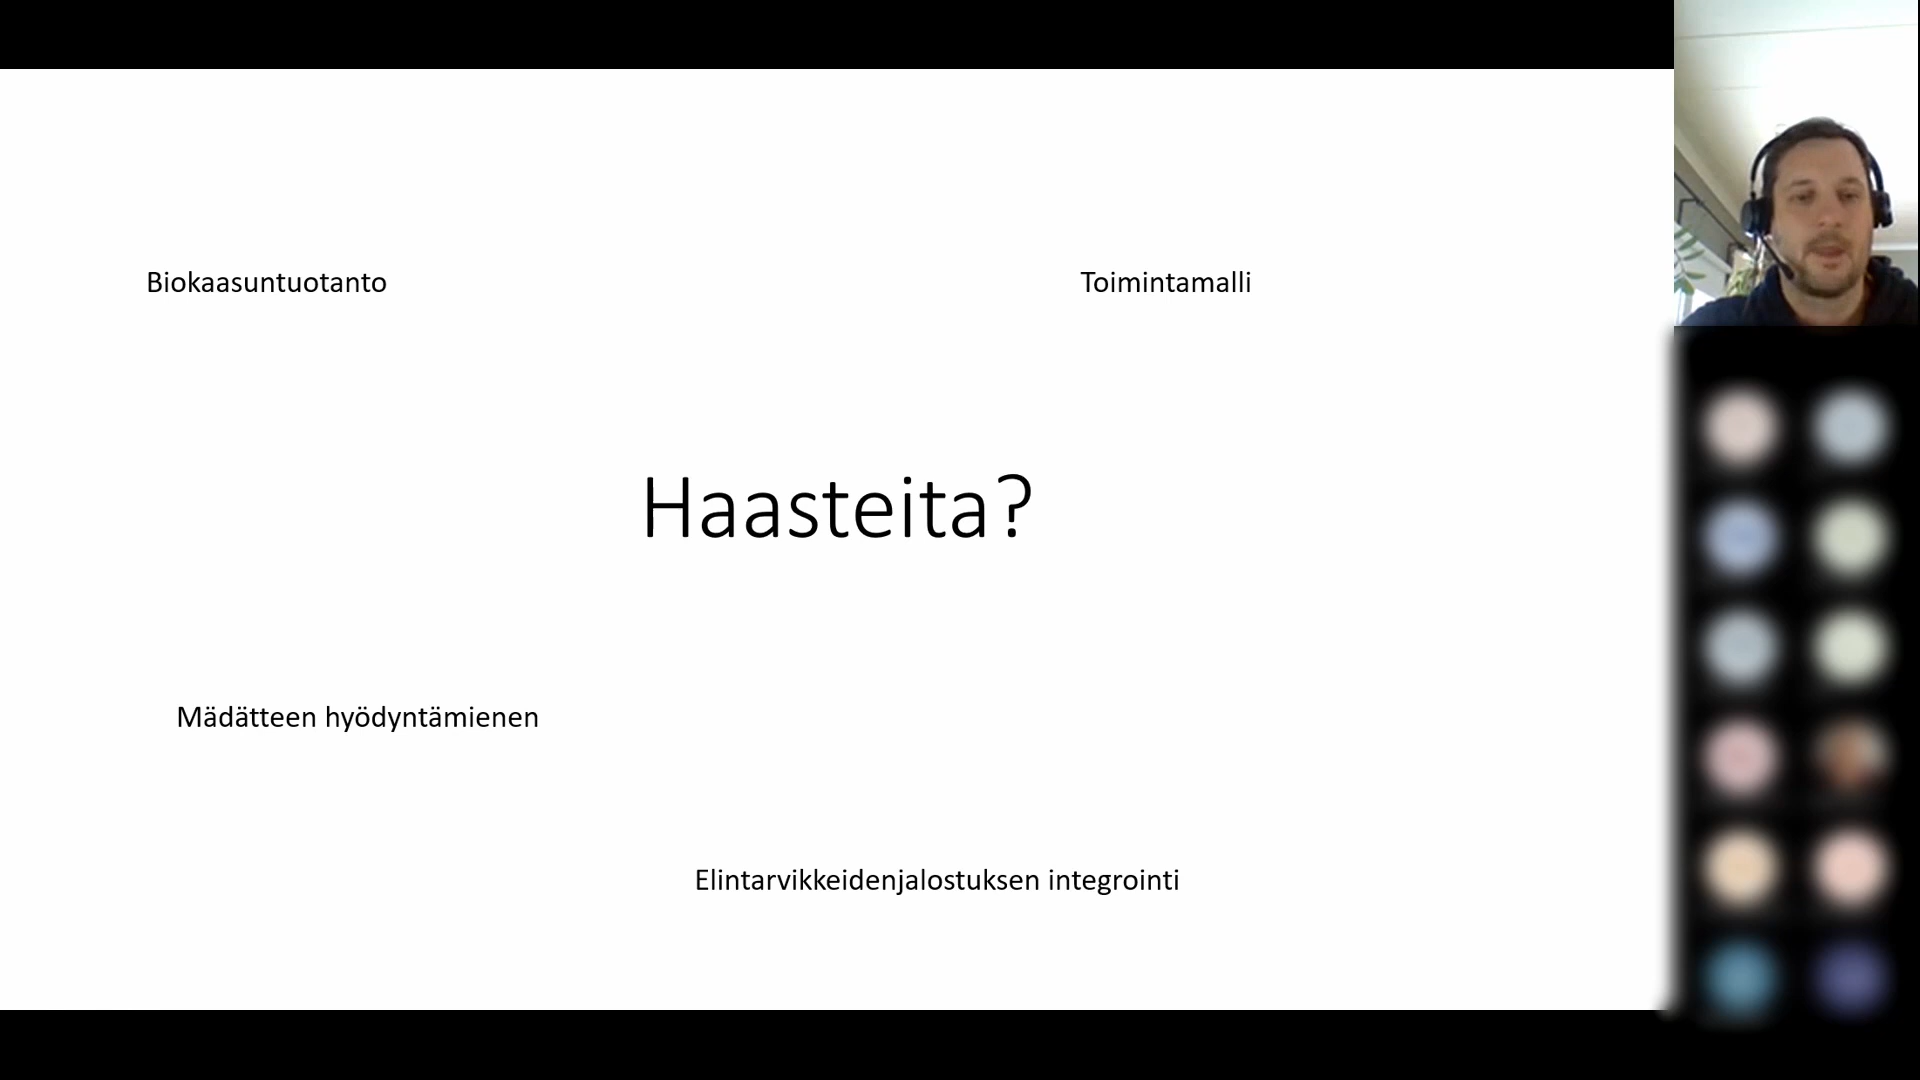 Biokaasuntuotanto
Toimintamalli
Haasteita?
Mädätteen hyödyntämienen
Elintarvikkeidenjalostuksen integrointi